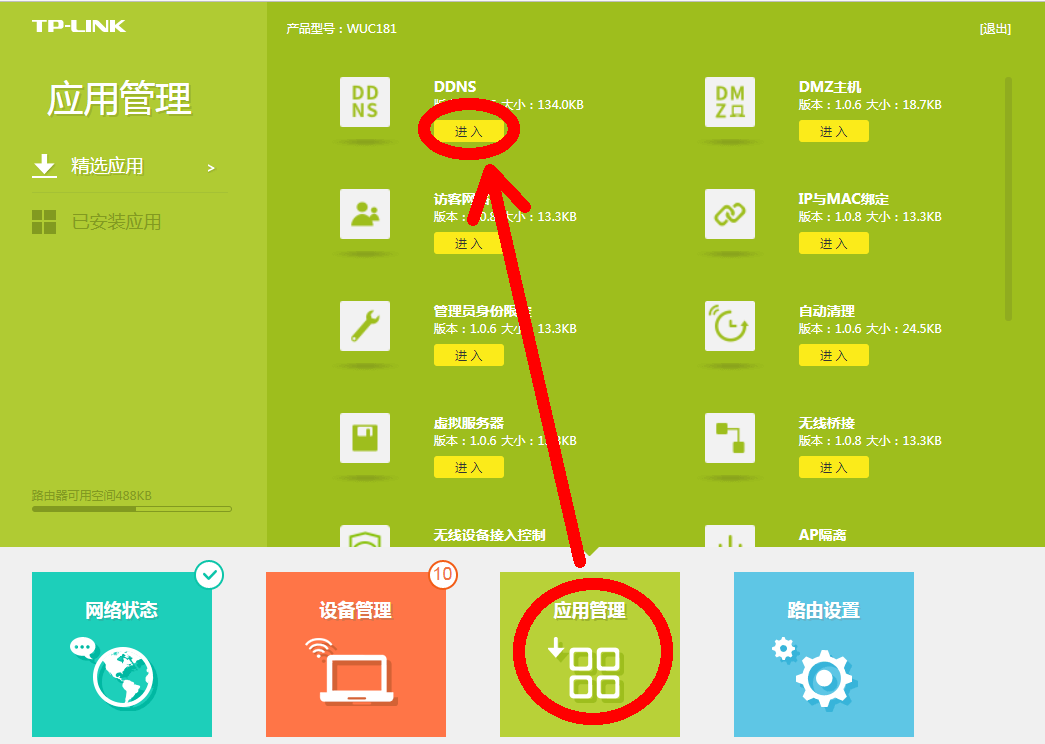 TP-LINK
产品型号：WUC181
[退出]
应用管理
精选应用 >
已安装应用
路由器可用空间488KB
DD
NS
DDNS
大小：134.0KB
进 入
DM
Z
DMZ主机
版本：1.0.6 大小：18.7KB
进 入
访客网
版本： .0.8 大小：13.3KB
进 入
IP与MAC绑定
版本：1.0.8 大小：13.3KB
进 入
管理员身份限
版本：1.0.6 大小：13.3KB
进 入
自动清理
版本：1.0.6 大小：24.5KB
进 入
虚拟服务器
版本：1.0.6 大小：1 .3KB
进 入
无线桥接
版本：1.0.8 大小：13.3KB
进 入
无线设备接入控制
AP隔离
网络状态
设备管理
10
应用管理
路由设置